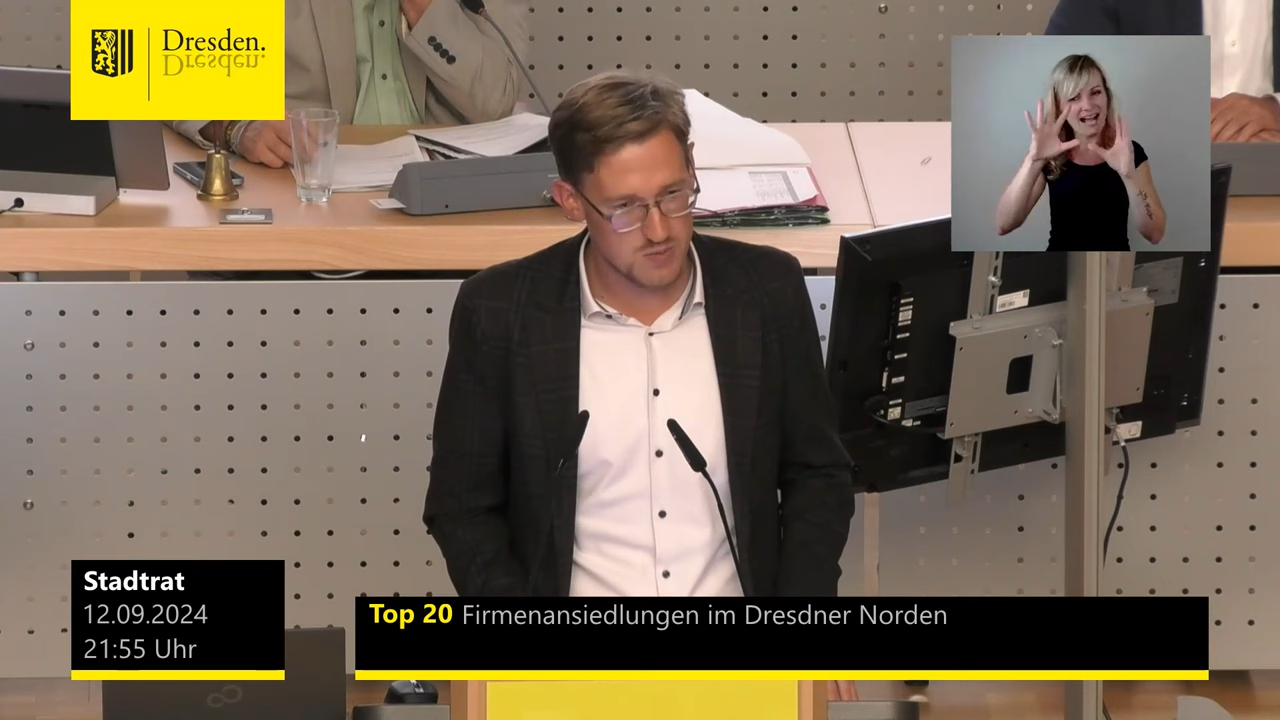 Dresden.
Dresden.
Stadtrat
12.09.2024
21:55 Uhr
Top 20 Firmenansiedlungen im Dresdner Norden